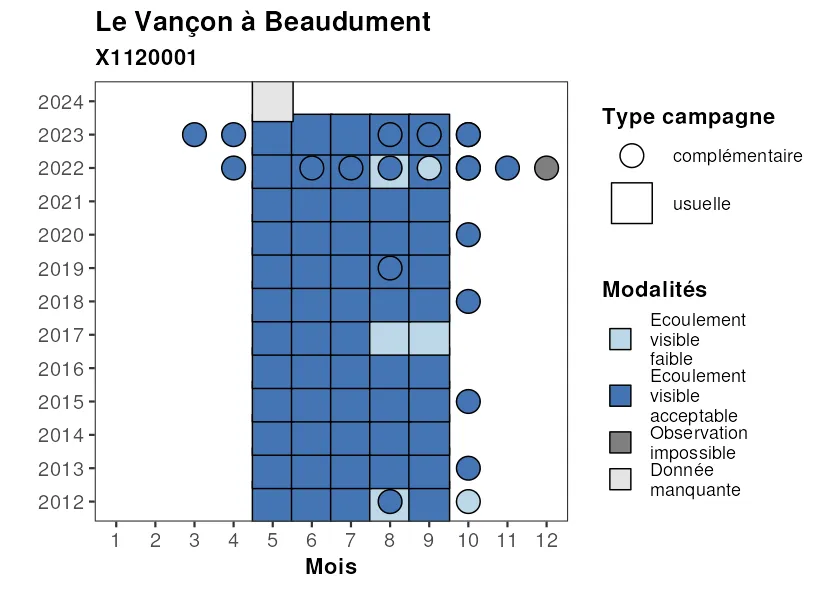 Le Vançon à Beaudument
X1120001
2024
2023
2022
2021
2020
2019
2018
2017
2016
2015
2014
2013
2012
1 2 3 4 5 6 7 8 9 10 11 12
Mois
Type campagne
complémentaire
usuelle
Modalités
Ecoulement
visible
faible
Ecoulement
visible
acceptable
Observation
impossible
Donnée
manquante